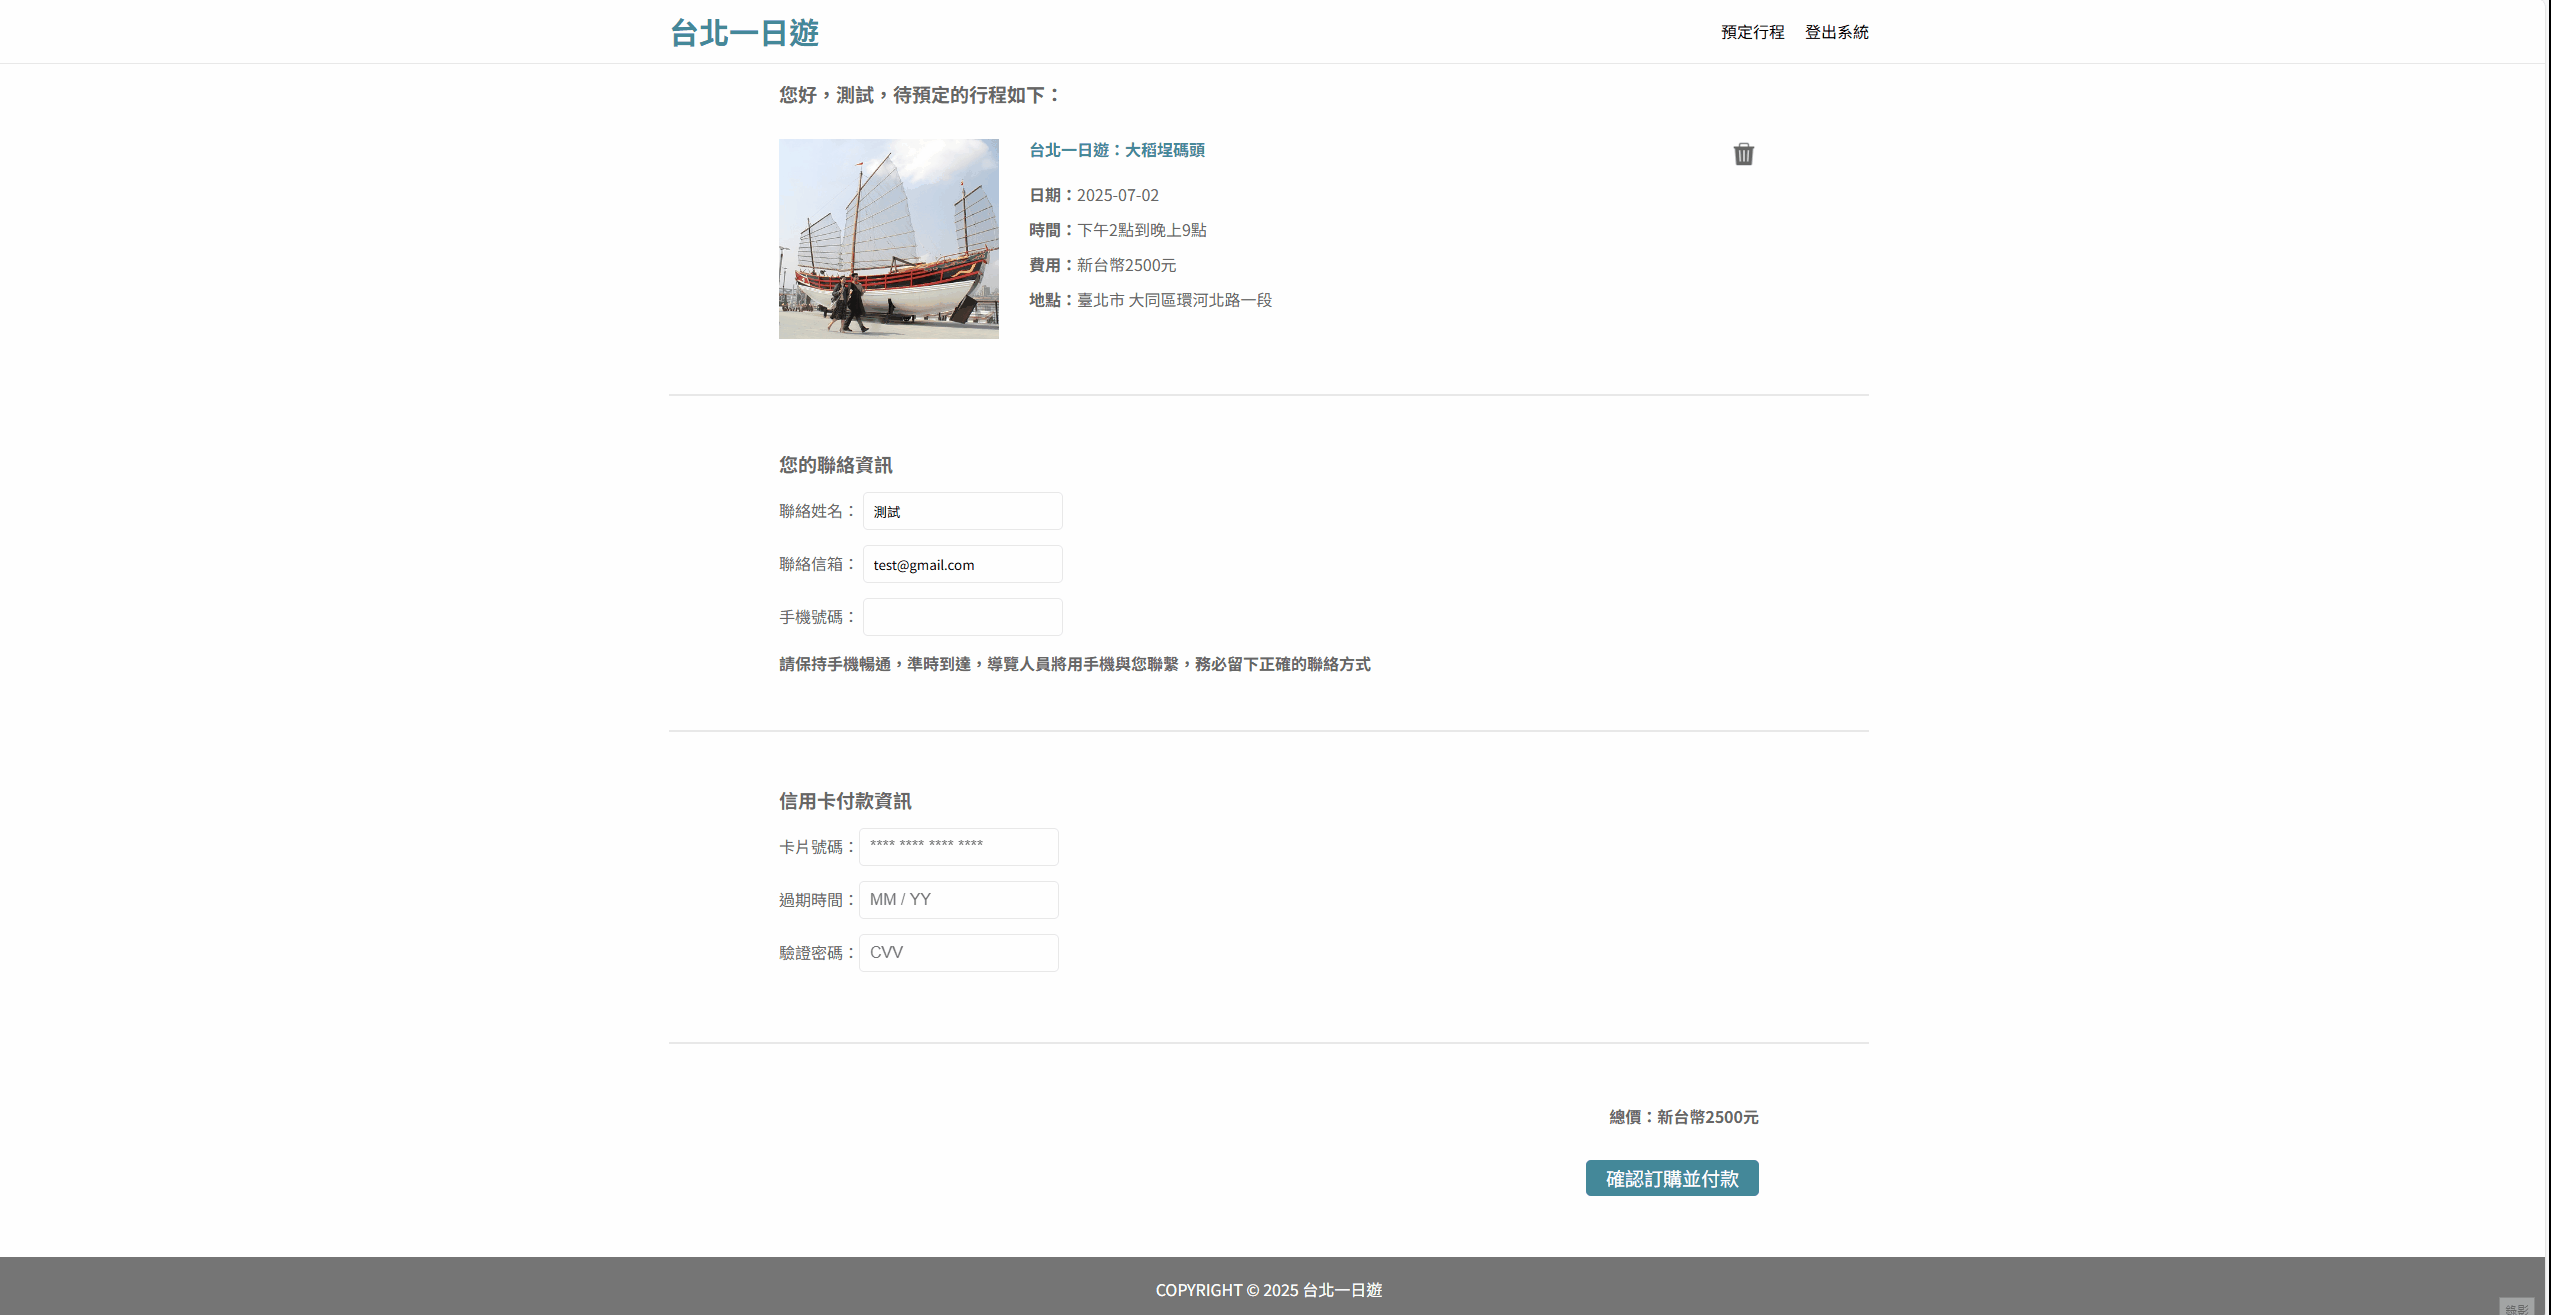 台北一日遊
預定行程 登出系統
您好，測試，待預定的行程如下：
台北一日遊：大稻埕碼頭
日期：2025-07-02
時間：下午2點到晚上9點
費用：新台幣2500元
地點：臺北市 大同區環河北路一段
您的聯絡資訊
聯絡姓名： 測試
聯絡信箱： test@gmail.com
手機號碼：
請保持手機暢通，準時到達，導覽人員將用手機與您聯繫，務必留下正確的聯絡方式
信用卡付款資訊
卡片號碼： **** **** **** ****
過期時間： MM / YY
驗證密碼： CVV
總價：新台幣2500元
確認訂購並付款
COPYRIGHT © 2025 台北一日遊